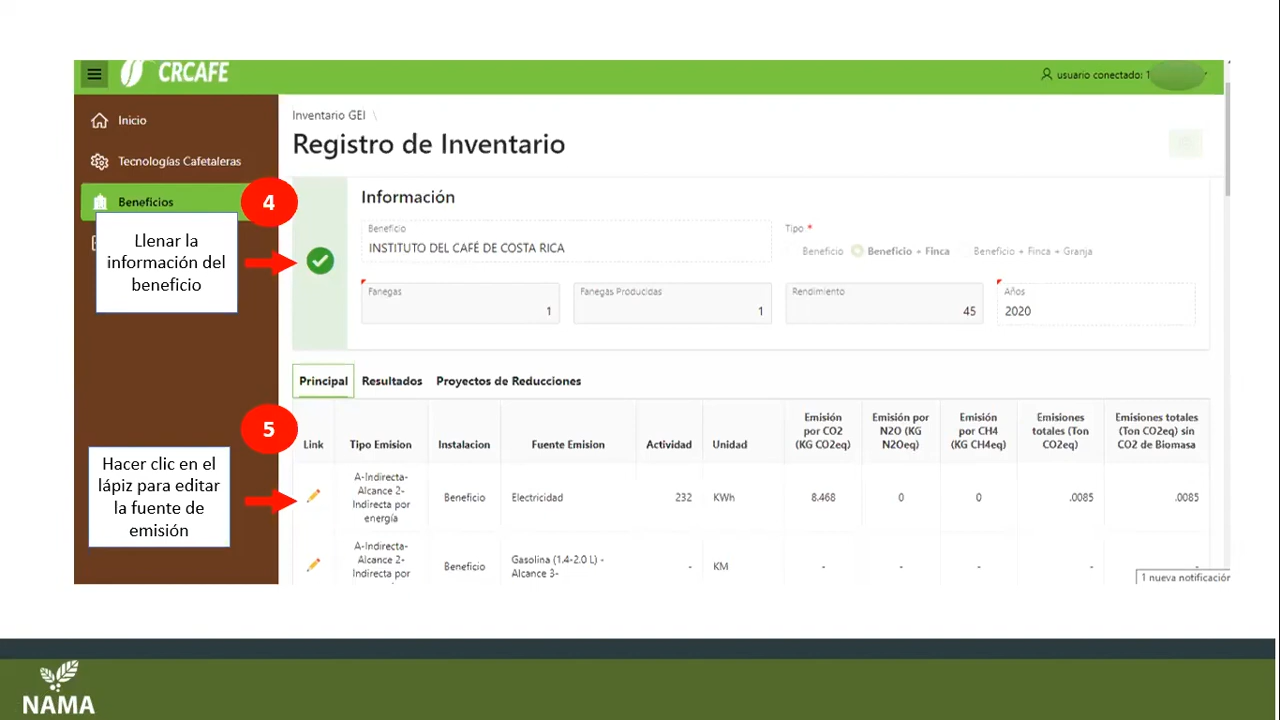 CRCAFE
usuario conectado: 1
Inicio
Tecnologías Cafetaleras
Beneficios
4
Llenar la
información del
beneficio
Inventario GEI \
Registro de Inventario
Información
Beneficio
INSTITUTO DEL CAFÉ DE COSTA RICA
Tipo *
Beneficio Beneficio + Finca Beneficio + Finca + Granja
Fanegas
1
Fanegas Producidas
1
Rendimiento
45
Años
2020
Principal Resultados Proyectos de Reducciones
5
Hacer clic en el
lápiz para editar
la fuente de
emisión
Link
Tipo Emision
Instalacion
Fuente Emision
Actividad
Unidad
Emisión
por CO2
(KG CO2eq)
Emisión por
N2O (KG
N2Oeq)
Emisión
por CH4
(KG CH4eq)
Emisiones
totales (Ton
CO2eq)
Emisiones totales
(Ton CO2eq) sin
CO2 de Biomasa
A-Indirecta-
Alcance 2-
Indirecta por
energía
Beneficio
Electricidad
232
KWh
8.468
0
0
.0085
.0085
A-Indirecta-
Alcance 2-
Indirecta por
Beneficio
Gasolina (1.4-2.0 L) -
Alcance 3-
-
KM
-
-
-
-
-
1 nueva notificación
NAMA